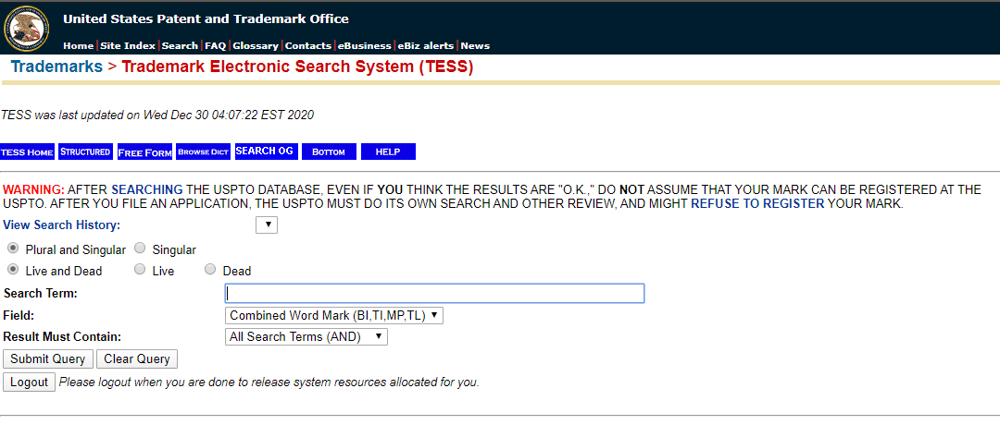 United States Patent and Trademark Office
Home|Site Index|Search|FAQ|Glossary|Contacts|eBusiness|eBiz alerts|News
Trademarks > Trademark Electronic Search System (TESS)
TESS was last updated on Wed Dec 30 04:07:22 EST 2020
TESS HOME STRUCTURED FREE FORM BROWSE DICT SEARCH OG BOTTOM HELP
WARNING: AFTER SEARCHING THE USPTO DATABASE, EVEN IF YOU THINK THE RESULTS ARE "O.K.," DO NOT ASSUME THAT YOUR MARK CAN BE REGISTERED AT THE
USPTO. AFTER YOU FILE AN APPLICATION, THE USPTO MUST DO ITS OWN SEARCH AND OTHER REVIEW, AND MIGHT REFUSE TO REGISTER YOUR MARK.
View Search History:
Plural and Singular Singular
Live and Dead Live Dead
Search Term:
Field: Combined Word Mark (BI,TI,MP,TL)
Result Must Contain: All Search Terms (AND)
Submit Query Clear Query
Logout Please logout when you are done to release system resources allocated for you.